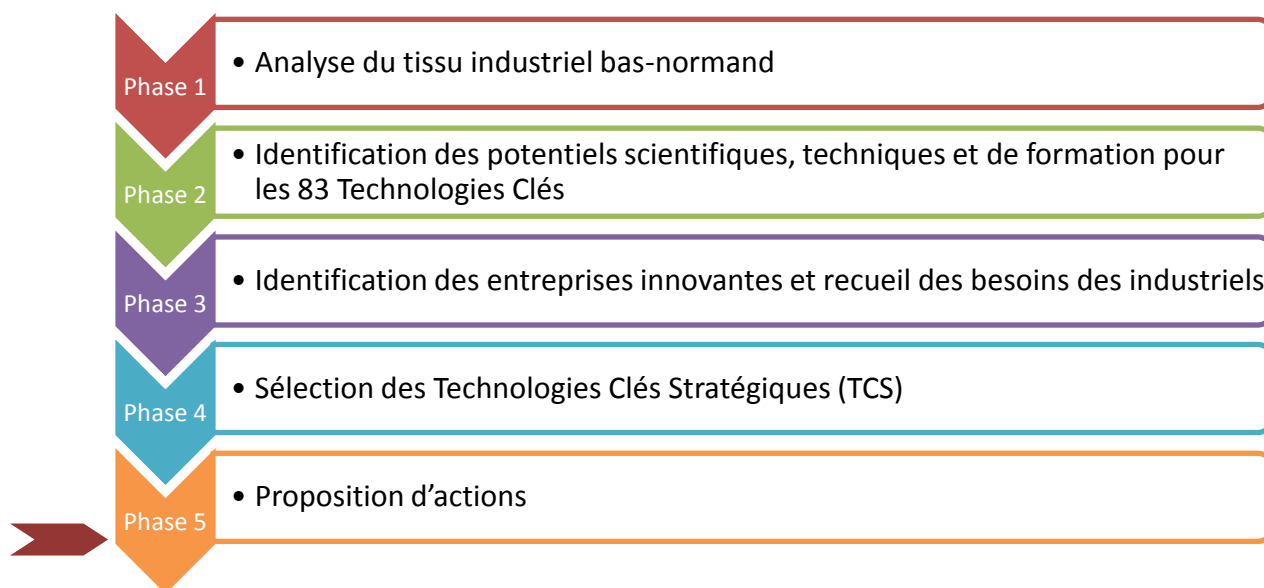 Phase 1
• Analyse du tissu industriel bas-normand
Phase 2
• Identification des potentiels scientifiques, techniques et de formation pour
les 83 Technologies Clés
Phase 3
• Identification des entreprises innovantes et recueil des besoins des industriels
Phase 4
• Sélection des Technologies Clés Stratégiques (TCS)
Phase 5
• Proposition d’actions